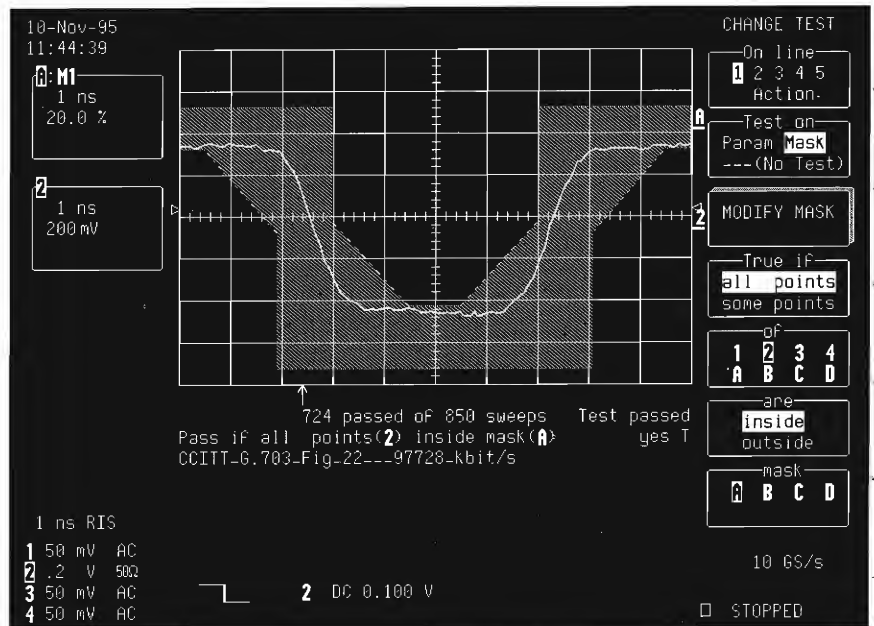 10-Nov-95
11:44:39
A: M1
1 ns
20.0 %
2
1 ns
200 mV
A
2
724 passed of 850 sweeps Test passed
Pass if all points(2) inside mask(A) yes T
CCITT_G.703_Fig_22___97728_kbit/s
1 ns RIS
1 50 mV AC
2 .2 V 50Ω
3 50 mV AC
4 50 mV AC
2 DC 0.100 V
CHANGE TEST
On line
1 2 3 4 5
Action.
Test on
Param Mask
---(No Test)
MODIFY MASK
True if
all points
some points
of
1 2 3 4
A B C D
are
inside
outside
mask
A B C D
10 GS/s
STOPPED